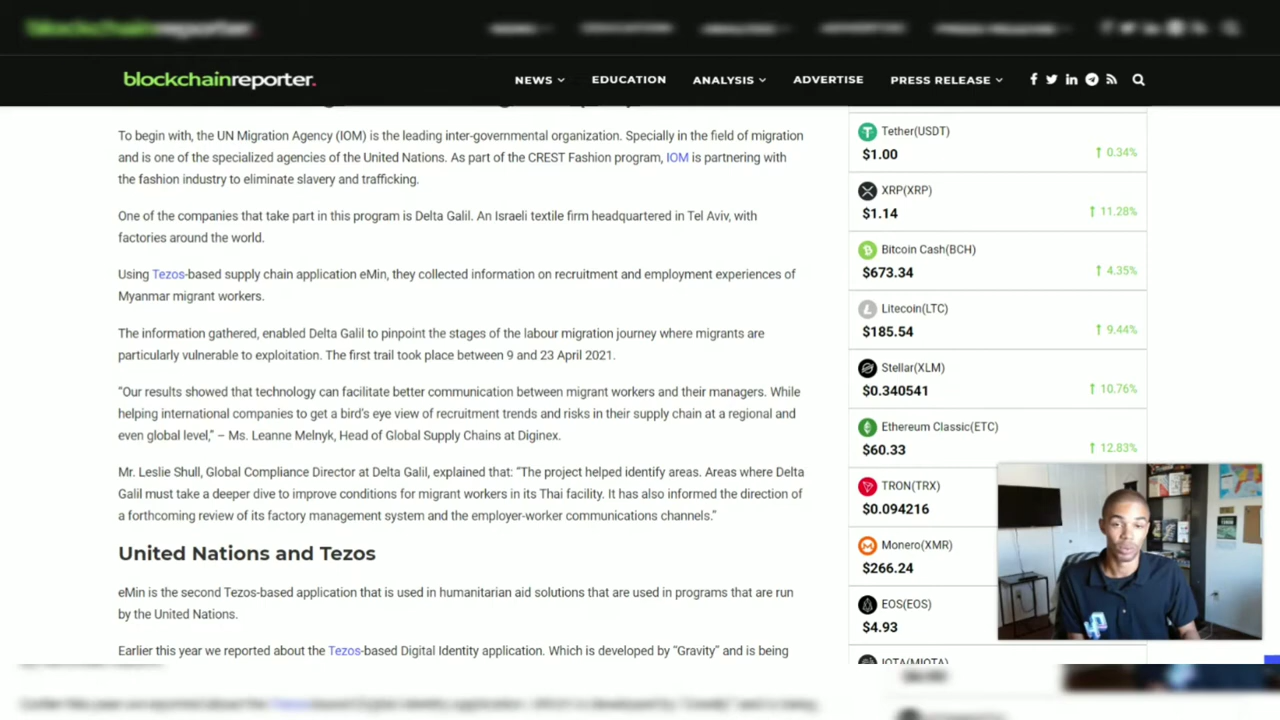 blockchainreporter.
NEWS EDUCATION ANALYSIS ADVERTISE PRESS RELEASE
To begin with, the UN Migration Agency (IOM) is the leading inter-governmental organization. Specially in the field of migration
and is one of the specialized agencies of the United Nations. As part of the CREST Fashion program, IOM is partnering with
the fashion industry to eliminate slavery and trafficking.
One of the companies that take part in this program is Delta Galil. An Israeli textile firm headquartered in Tel Aviv, with
factories around the world.
Using Tezos-based supply chain application eMin, they collected information on recruitment and employment experiences of
Myanmar migrant workers.
The information gathered, enabled Delta Galil to pinpoint the stages of the labour migration journey where migrants are
particularly vulnerable to exploitation. The first trail took place between 9 and 23 April 2021.
“Our results showed that technology can facilitate better communication between migrant workers and their managers. While
helping international companies to get a bird’s eye view of recruitment trends and risks in their supply chain at a regional and
even global level,” – Ms. Leanne Melnyk, Head of Global Supply Chains at Diginex.
Mr. Leslie Shull, Global Compliance Director at Delta Galil, explained that: “The project helped identify areas. Areas where Delta
Galil must take a deeper dive to improve conditions for migrant workers in its Thai facility. It has also informed the direction of
a forthcoming review of its factory management system and the employer-worker communications channels.”
United Nations and Tezos
eMin is the second Tezos-based application that is used in humanitarian aid solutions that are used in programs that are run
by the United Nations.
Earlier this year we reported about the Tezos-based Digital Identity application. Which is developed by “Gravity” and is being
Tether(USDT)
$1.00 ↑ 0.34%
XRP(XRP)
$1.14 ↑ 11.28%
Bitcoin Cash(BCH)
$673.34 ↑ 4.35%
Litecoin(LTC)
$185.54 ↑ 9.44%
Stellar(XLM)
$0.340541 ↑ 10.76%
Ethereum Classic(ETC)
$60.33 ↑ 12.83%
TRON(TRX)
$0.094216
Monero(XMR)
$266.24
EOS(EOS)
$4.93
IOTA(MIOTA)